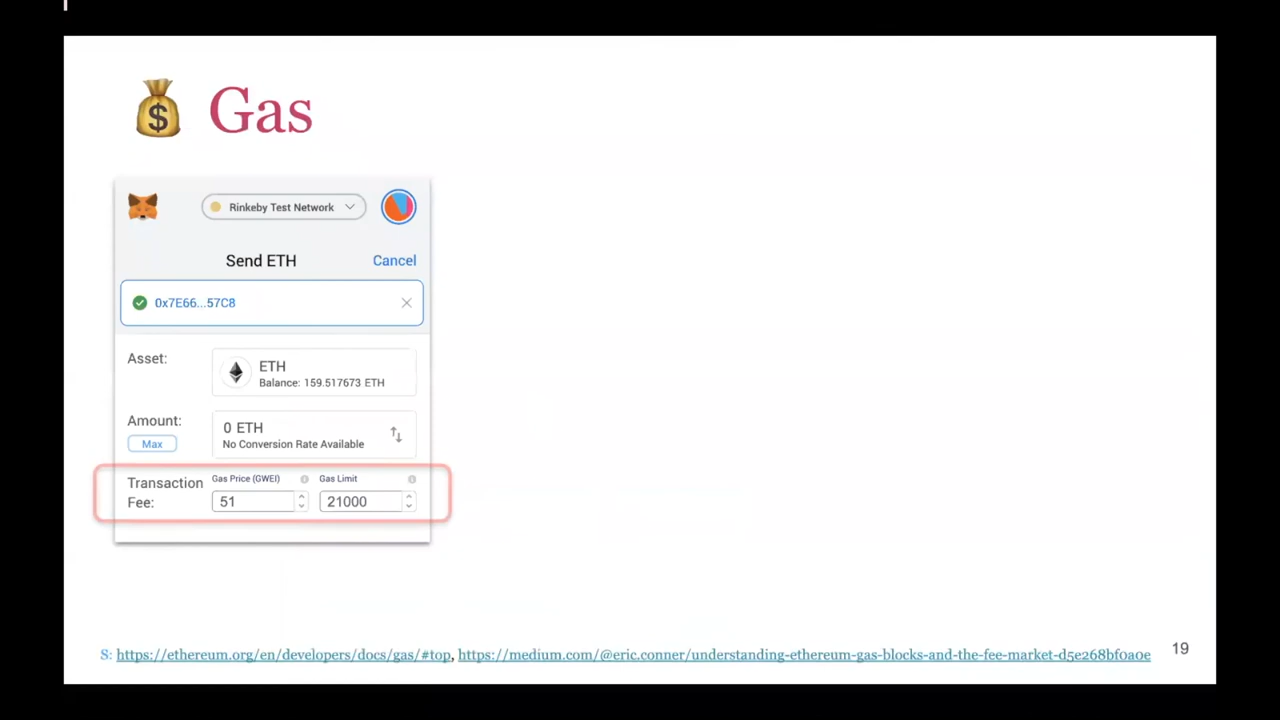 Gas
Rinkeby Test Network
Send ETH Cancel
0x7E66...57C8
Asset: ETH
Balance: 159.517673 ETH
Amount: 0 ETH
Max No Conversion Rate Available
Transaction Gas Price (GWEI) Gas Limit
Fee: 51 21000
S: https://ethereum.org/en/developers/docs/gas/#top, https://medium.com/@eric.conner/understanding-ethereum-gas-blocks-and-the-fee-market-d5e268bf0a0e
19